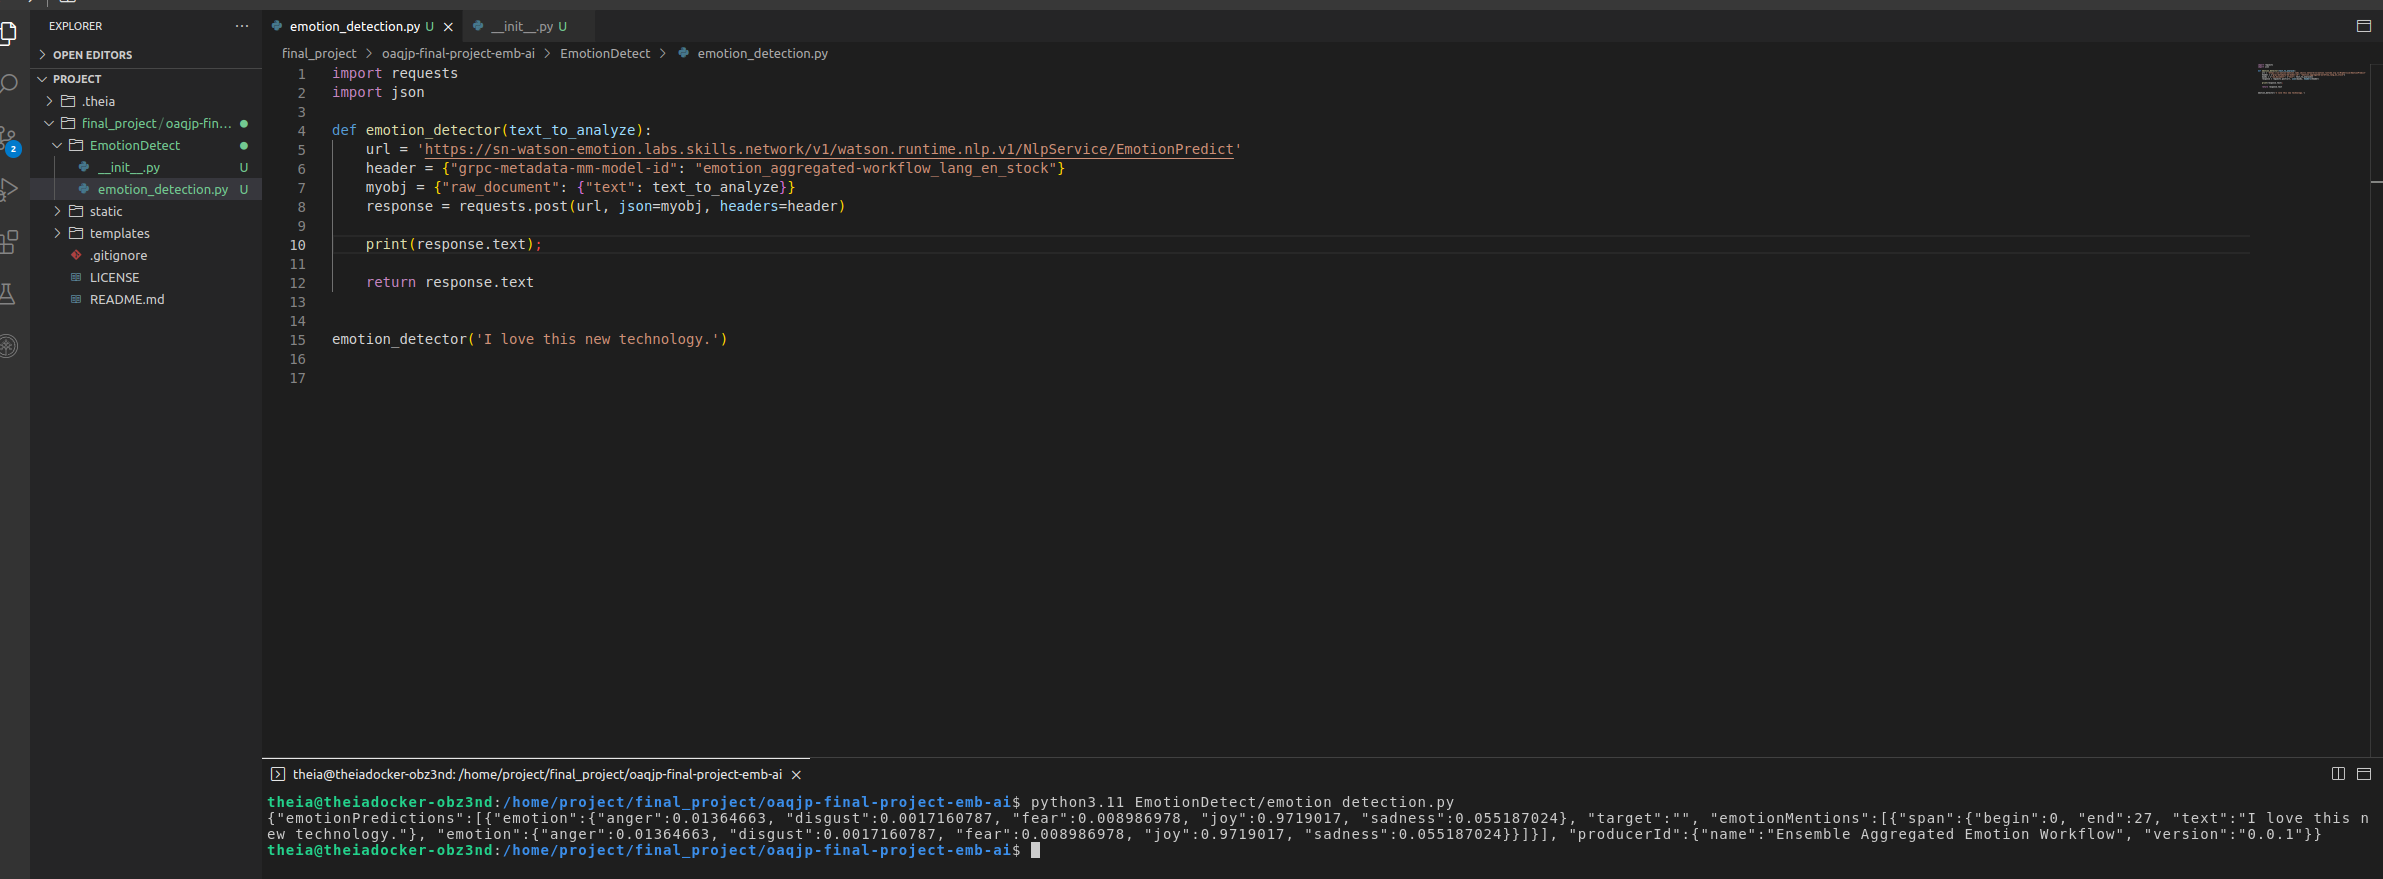 EXPLORER ···
OPEN EDITORS
PROJECT
.theia
final_project/oaqjp-fin...
EmotionDetect
__init__.py U
emotion_detection.py U
static
templates
.gitignore
LICENSE
README.md
2
emotion_detection.py U × __init__.py U
final_project > oaqjp-final-project-emb-ai > EmotionDetect > emotion_detection.py
1 import requests
2 import json
3
4 def emotion_detector(text_to_analyze):
5 url = 'https://sn-watson-emotion.labs.skills.network/v1/watson.runtime.nlp.v1/NlpService/EmotionPredict'
6 header = {"grpc-metadata-mm-model-id": "emotion_aggregated-workflow_lang_en_stock"}
7 myobj = {"raw_document": {"text": text_to_analyze}}
8 response = requests.post(url, json=myobj, headers=header)
9
10 print(response.text);
11
12 return response.text
13
14
15 emotion_detector('I love this new technology.')
16
17
theia@theiadocker-obz3nd: /home/project/final_project/oaqjp-final-project-emb-ai ×
theia@theiadocker-obz3nd:/home/project/final_project/oaqjp-final-project-emb-ai$ python3.11 EmotionDetect/emotion detection.py
{"emotionPredictions":[{"emotion":{"anger":0.01364663, "disgust":0.0017160787, "fear":0.008986978, "joy":0.9719017, "sadness":0.055187024}, "target":"", "emotionMentions":[{"span":{"begin":0, "end":27, "text":"I love this n
ew technology."}, "emotion":{"anger":0.01364663, "disgust":0.0017160787, "fear":0.008986978, "joy":0.9719017, "sadness":0.055187024}}]}], "producerId":{"name":"Ensemble Aggregated Emotion Workflow", "version":"0.0.1"}}
theia@theiadocker-obz3nd:/home/project/final_project/oaqjp-final-project-emb-ai$